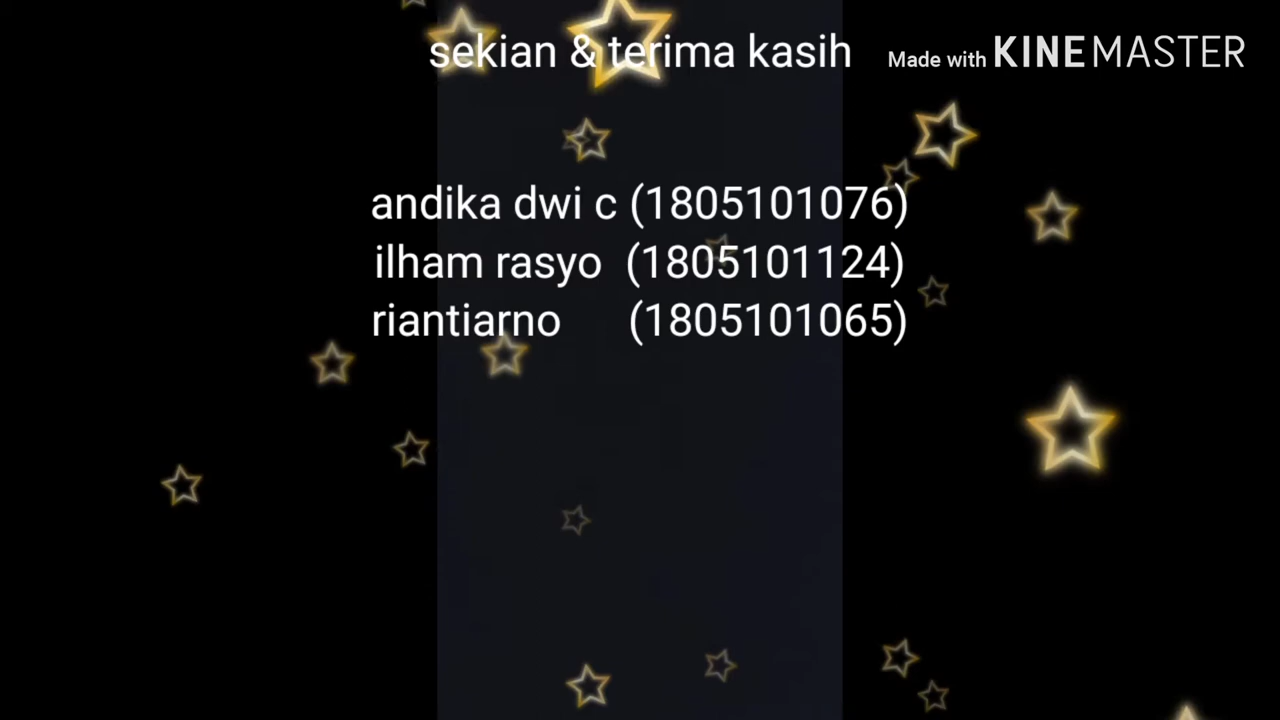 sekian & terima kasih
Made with KINEMASTER
andika dwi c (1805101076)
ilham rasyo (1805101124)
riantiarno (1805101065)